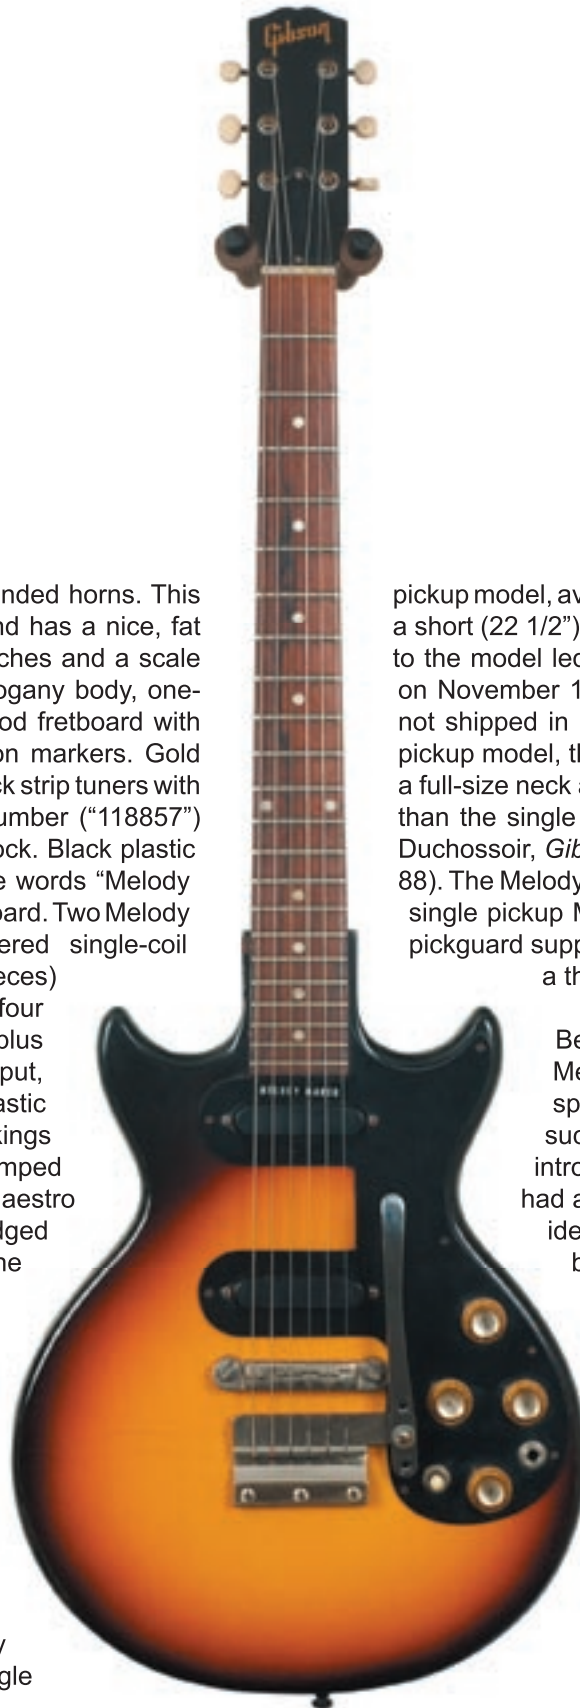 Gibson
nded horns. This
nd has a nice, fat
ches and a scale
ogany body, one-
od fretboard with
on markers. Gold
ck strip tuners with
umber (“118857”)
ock. Black plastic
e words “Melody
oard. Two Melody
ered single-coil
eces)
four
plus
put,
astic
kings
mped
aestro
dged
he
y
gle
pickup model, av
a short (22 1/2”)
to the model led
on November 1
not shipped in
pickup model, th
a full-size neck a
than the single
Duchossoir, Gib
88). The Melody
single pickup M
pickguard supp
a th
Be
Me
sp
suc
intro
had a
ide
b
MELODY MAKER